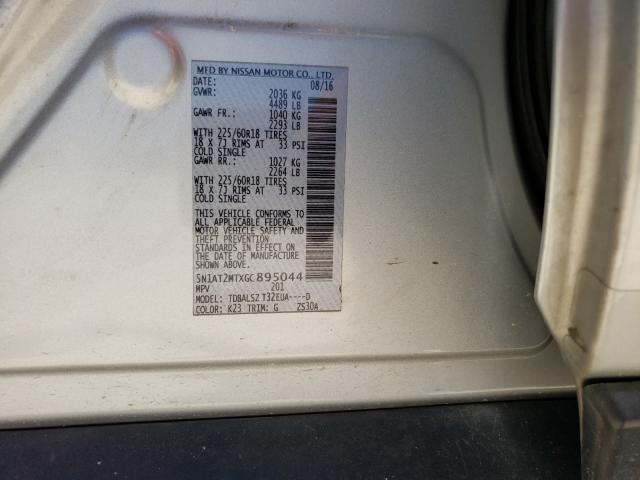 MFD BY NISSAN MOTOR CO., LTD.
DATE: 08/16
GVWR: 2036 KG
4489 LB
GAWR FR.: 1040 KG
2293 LB
WITH 225/60R18 TIRES
18 X 7J RIMS AT 33 PSI
COLD SINGLE
GAWR RR.: 1027 KG
2264 LB
WITH 225/60R18 TIRES
18 X 7J RIMS AT 33 PSI
COLD SINGLE
THIS VEHICLE CONFORMS TO
ALL APPLICABLE FEDERAL
MOTOR VEHICLE SAFETY AND
THEFT PREVENTION
STANDARDS IN EFFECT ON
THE DATE OF MANUFACTURE
SHOWN ABOVE.
5N1AT2MTXGC895044
MPV 201
MODEL: TDBALSZ T32EUA----D
COLOR: K23 TRIM: G ZS30A